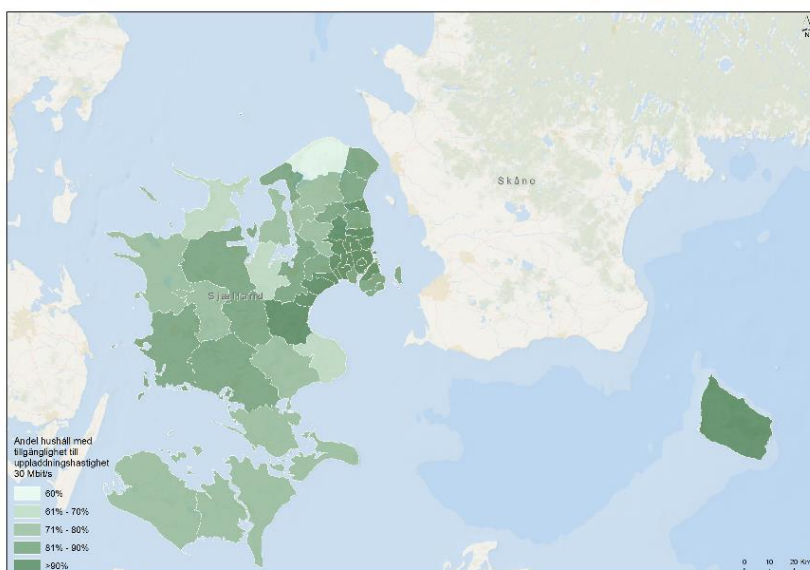 N
Skåne
Sjælland
Andel hushåll med
tillgänglighet till
uppladdningshastighet
30 Mbit/s
60%
61% - 70%
71% - 80%
81% - 90%
>90%
0 10 20 Km